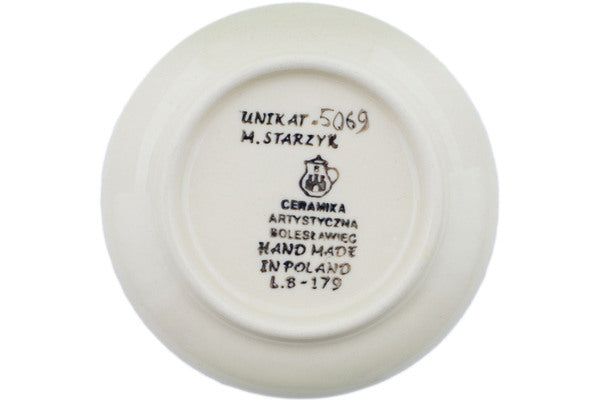 UNIKAT-5069
M. STARZYK
CERAMIKA
ARTYSTYCZNA
BOLESŁAWIEC
HAND MADE
IN POLAND
L.B-179